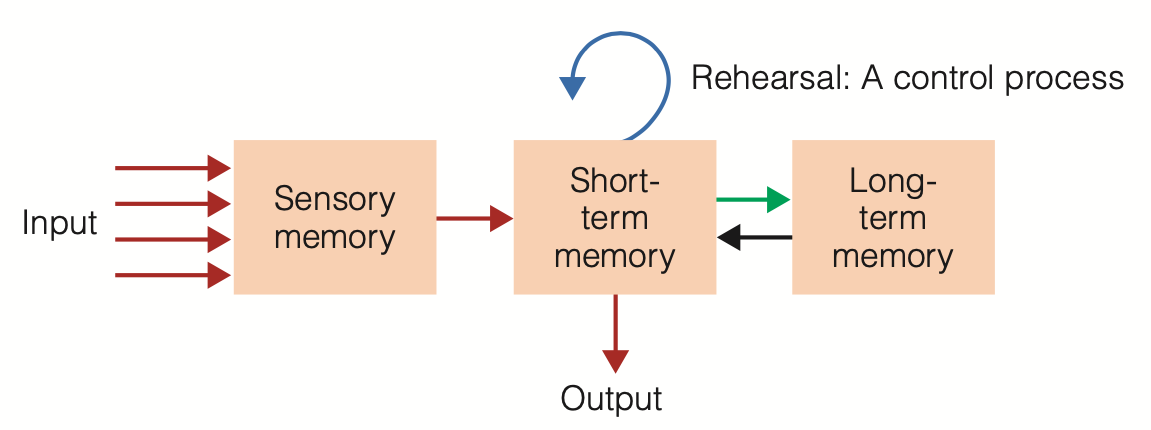 Rehearsal: A control process
Input
Sensory
memory
Short-
term
memory
Long-
term
memory
Output